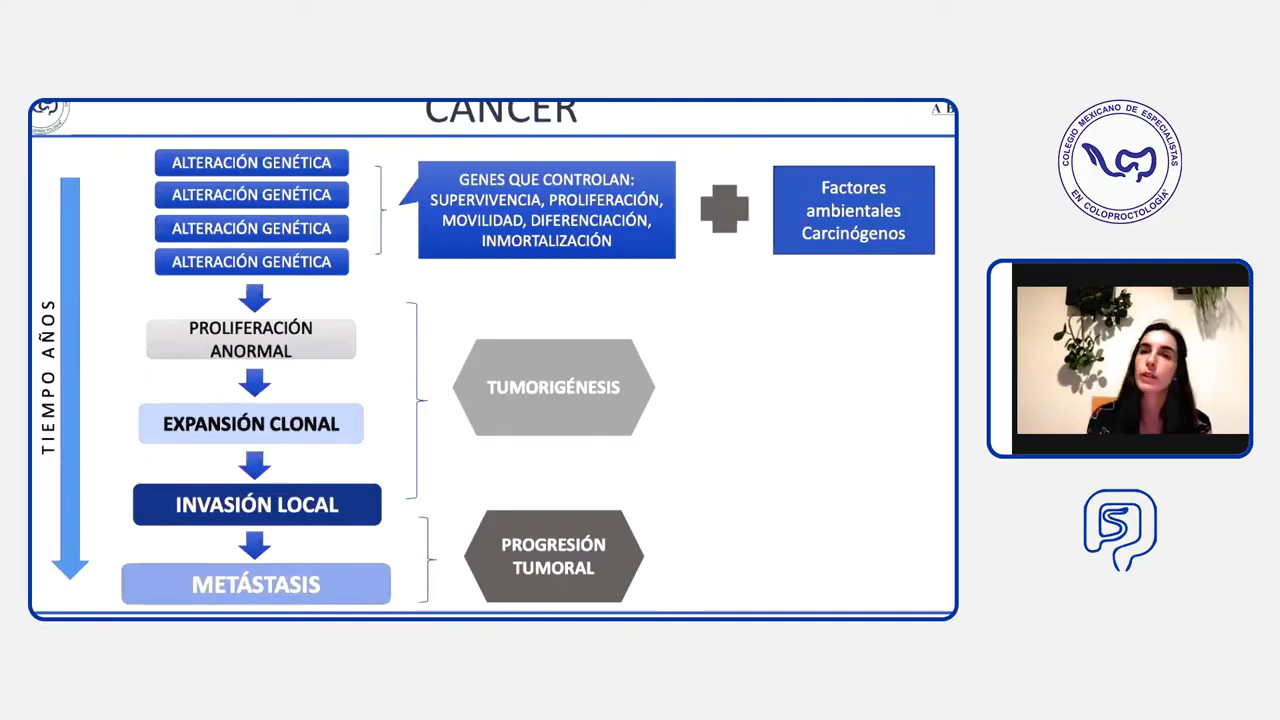 CÁNCER
ALTERACIÓN GENÉTICA
ALTERACIÓN GENÉTICA
ALTERACIÓN GENÉTICA
ALTERACIÓN GENÉTICA
GENES QUE CONTROLAN:
SUPERVIVENCIA, PROLIFERACIÓN,
MOVILIDAD, DIFERENCIACIÓN,
INMORTALIZACIÓN
Factores
ambientales
Carcinógenos
TIEMPO AÑOS
PROLIFERACIÓN
ANORMAL
EXPANSIÓN CLONAL
INVASIÓN LOCAL
METÁSTASIS
TUMORIGÉNESIS
PROGRESIÓN
TUMORAL
COLEGIO MEXICANO DE ESPECIALISTAS
EN COLOPROCTOLOGÍA